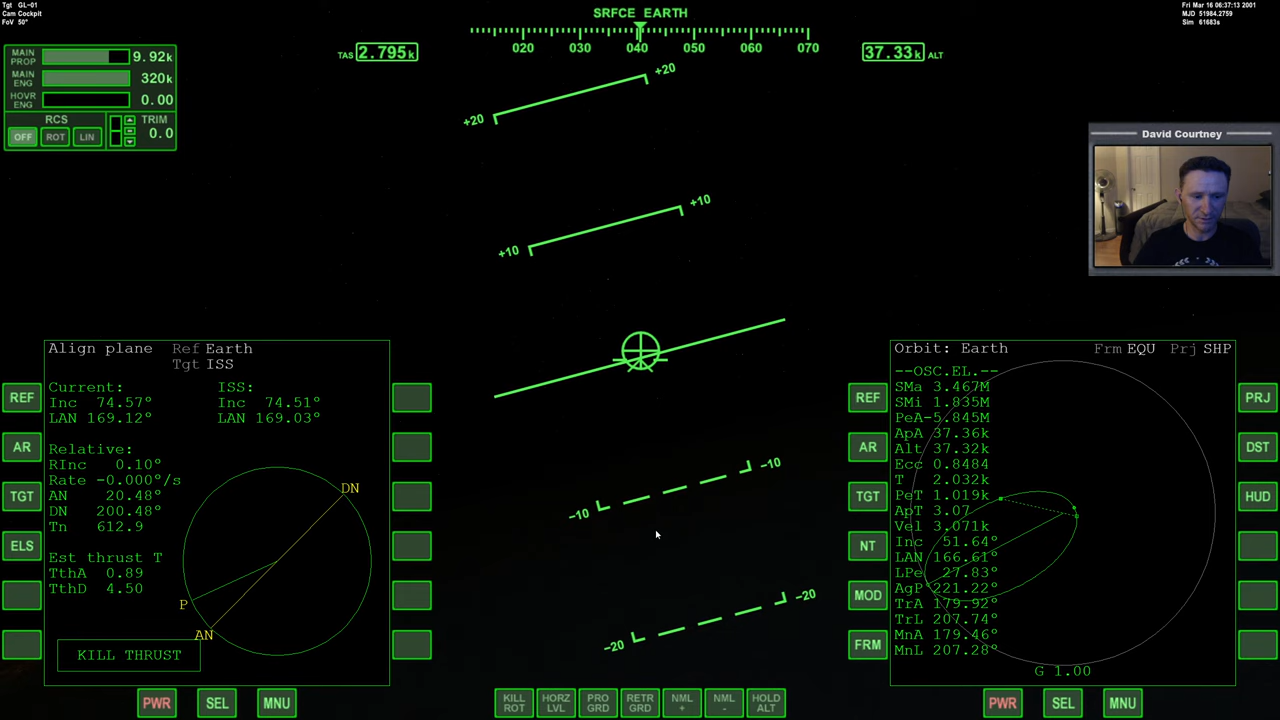 Tgt GL-01
Cam Cockpit
FoV 50°
SRFCE EARTH
Fri Mar 16 06:37:13 2001
MJD 51984.2759
Sim 61683s
MAIN PROP 9.92k
MAIN ENG 320k
HOVR ENG 0.00
RCS TRIM
OFF ROT LIN 0.0
TAS 2.795k
020 030 040 050 060 070
37.33k ALT
+20 +20
+10 +10
-10 -10
-20 -20
David Courtney
Align plane Ref Earth
Tgt ISS
Current: ISS:
Inc 74.57° Inc 74.51°
LAN 169.12° LAN 169.03°
Relative:
RInc 0.10°
Rate -0.000°/s
AN 20.48°
DN 200.48°
Tn 612.9
Est thrust T
TthA 0.89
TthD 4.50
KILL THRUST
DN
P
AN
REF
AR
TGT
ELS
PWR SEL MNU
KILL ROT
HORZ LVL
PRO GRD
RETR GRD
NML +
NML -
HOLD ALT
Orbit: Earth Frm EQU Prj SHP
--OSC.EL.--
SMa 3.467M
SMi 1.835M
PeA-5.845M
ApA 37.36k
Alt 37.32k
Ecc 0.8484
T 2.032k
PeT 1.019k
ApT 3.07
Vel 3.071k
Inc 51.64°
LAN 166.61°
LPe 27.83°
AgP 221.22°
TrA 179.92°
TrL 207.74°
MnA 179.46°
MnL 207.28°
G 1.00
REF
AR
TGT
NT
MOD
FRM
PRJ
DST
HUD
PWR SEL MNU